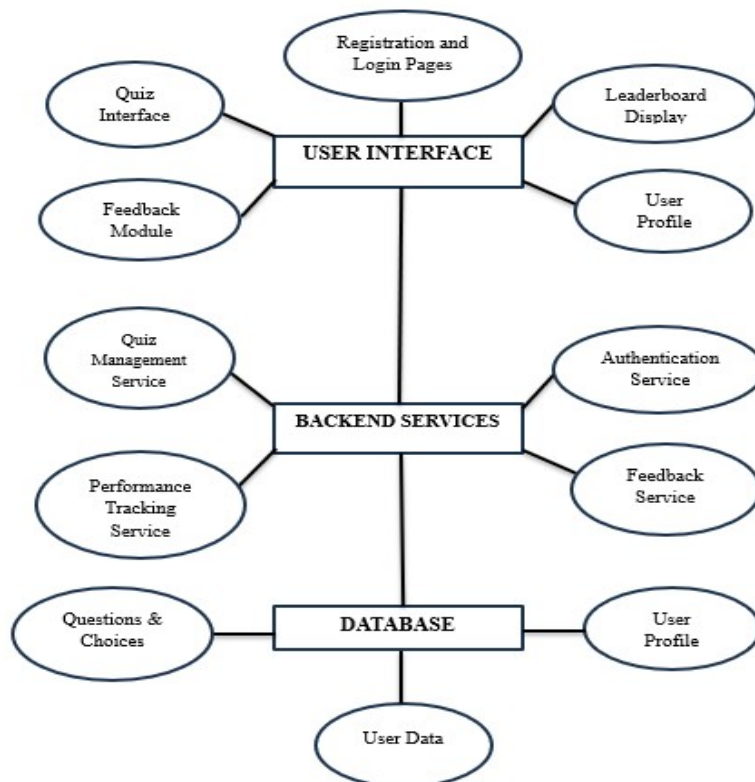 Registration and
Login Pages
Quiz
Interface
Leaderboard
Display
USER INTERFACE
Feedback
Module
User
Profile
Quiz
Management
Service
Authentication
Service
BACKEND SERVICES
Performance
Tracking
Service
Feedback
Service
Questions &
Choices
DATABASE
User
Profile
User Data